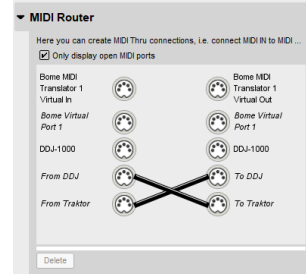 MIDI Router
Here you can create MIDI Thru connections, i.e. connect MIDI IN to MIDI ...
Only display open MIDI ports
Bome MIDI
Translator 1
Virtual In
Bome MIDI
Translator 1
Virtual Out
Bome Virtual
Port 1
Bome Virtual
Port 1
DDJ-1000
DDJ-1000
From DDJ
To DDJ
From Traktor
To Traktor
Delete